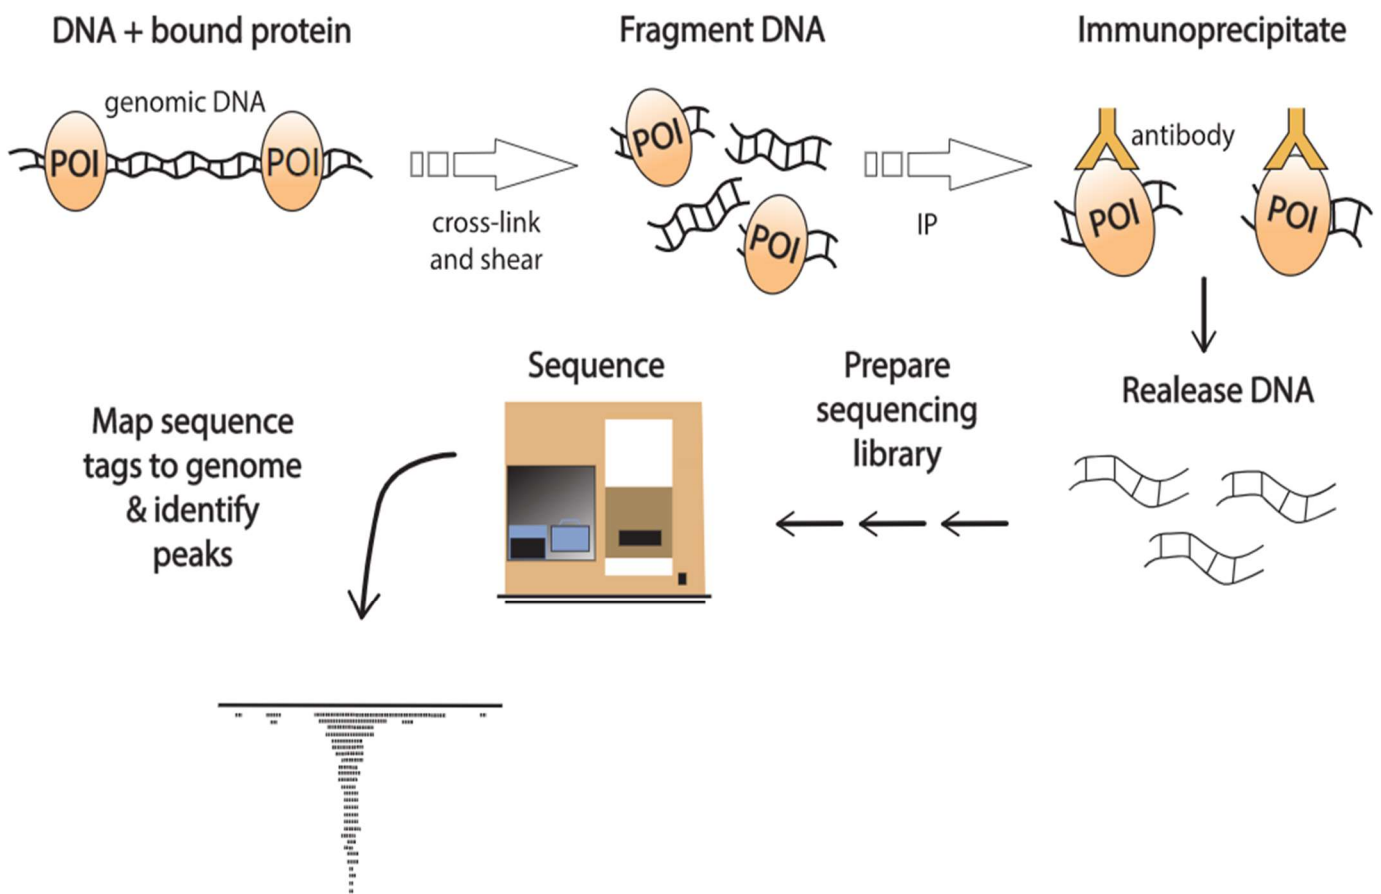 DNA + bound protein
genomic DNA
POI
POI
cross-link
and shear
Fragment DNA
POI
POI
IP
Immunoprecipitate
antibody
POI
POI
Realease DNA
Prepare
sequencing
library
Sequence
Map sequence
tags to genome
& identify
peaks